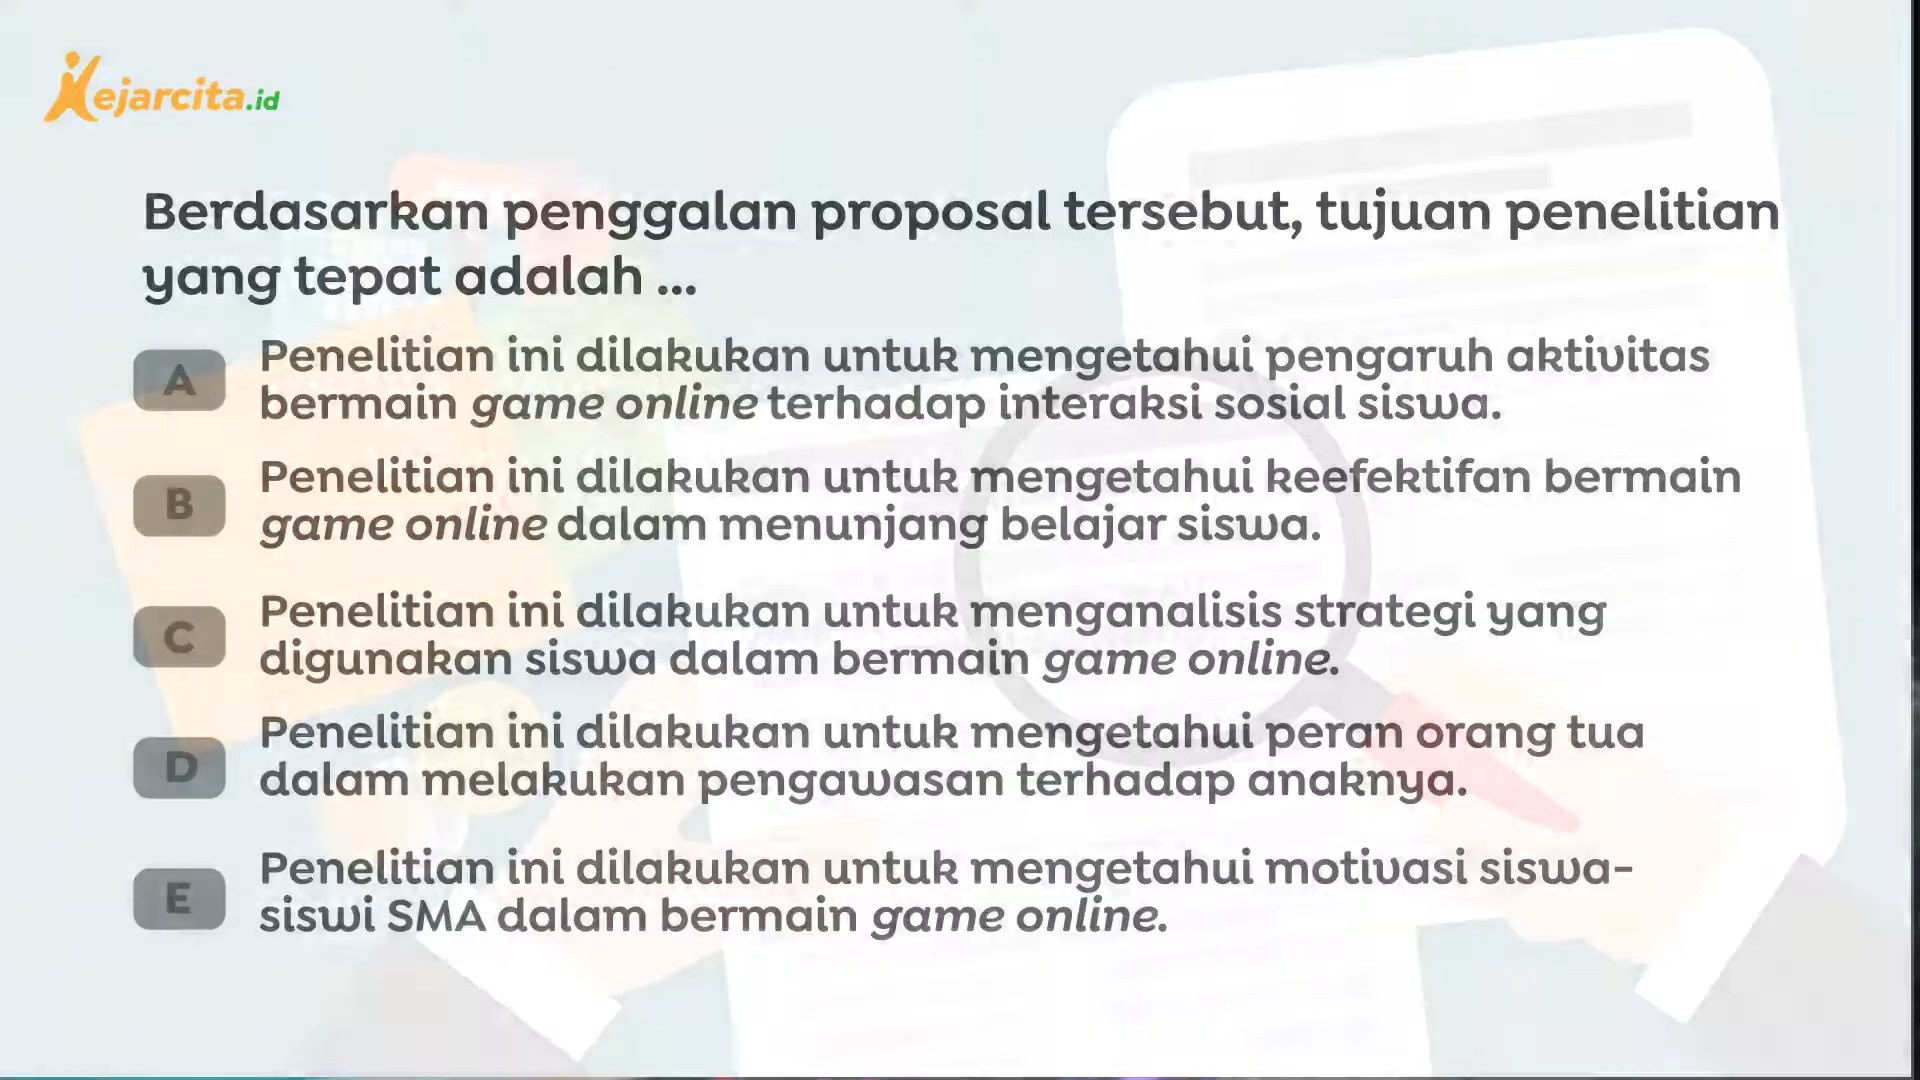 Kejarcita.id
Berdasarkan penggalan proposal tersebut, tujuan penelitian
yang tepat adalah ...
A
Penelitian ini dilakukan untuk mengetahui pengaruh aktivitas
bermain game online terhadap interaksi sosial siswa.
B
Penelitian ini dilakukan untuk mengetahui keefektifan bermain
game online dalam menunjang belajar siswa.
C
Penelitian ini dilakukan untuk menganalisis strategi yang
digunakan siswa dalam bermain game online.
D
Penelitian ini dilakukan untuk mengetahui peran orang tua
dalam melakukan pengawasan terhadap anaknya.
E
Penelitian ini dilakukan untuk mengetahui motivasi siswa-
siswi SMA dalam bermain game online.